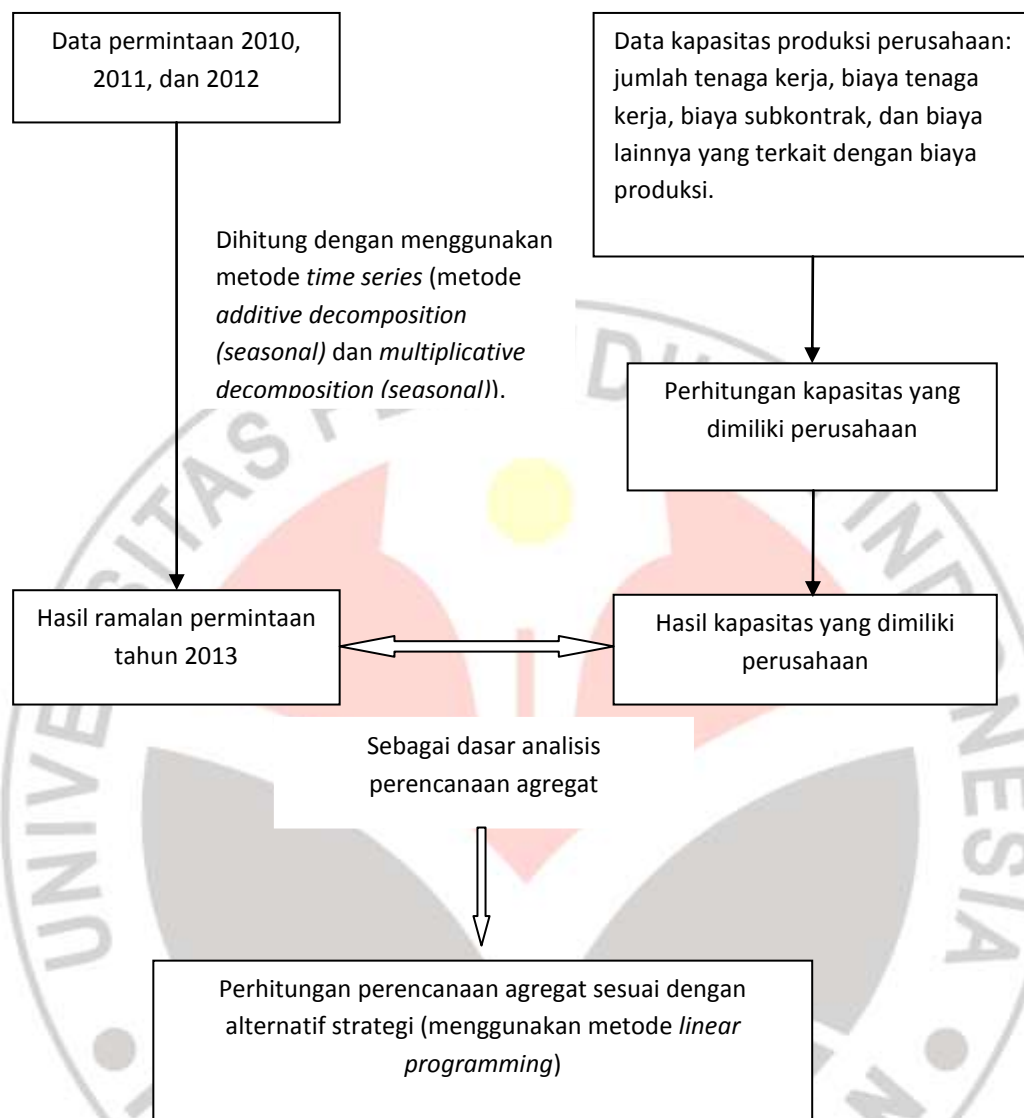 Data permintaan 2010,
2011, dan 2012
Data kapasitas produksi perusahaan:
jumlah tenaga kerja, biaya tenaga
kerja, biaya subkontrak, dan biaya
lainnya yang terkait dengan biaya
produksi.
Dihitung dengan menggunakan
metode time series (metode
additive decomposition
(seasonal) dan multiplicative
decomposition (seasonal)).
Perhitungan kapasitas yang
dimiliki perusahaan
Hasil ramalan permintaan
tahun 2013
Hasil kapasitas yang dimiliki
perusahaan
Sebagai dasar analisis
perencanaan agregat
Perhitungan perencanaan agregat sesuai dengan
alternatif strategi (menggunakan metode linear
programming)